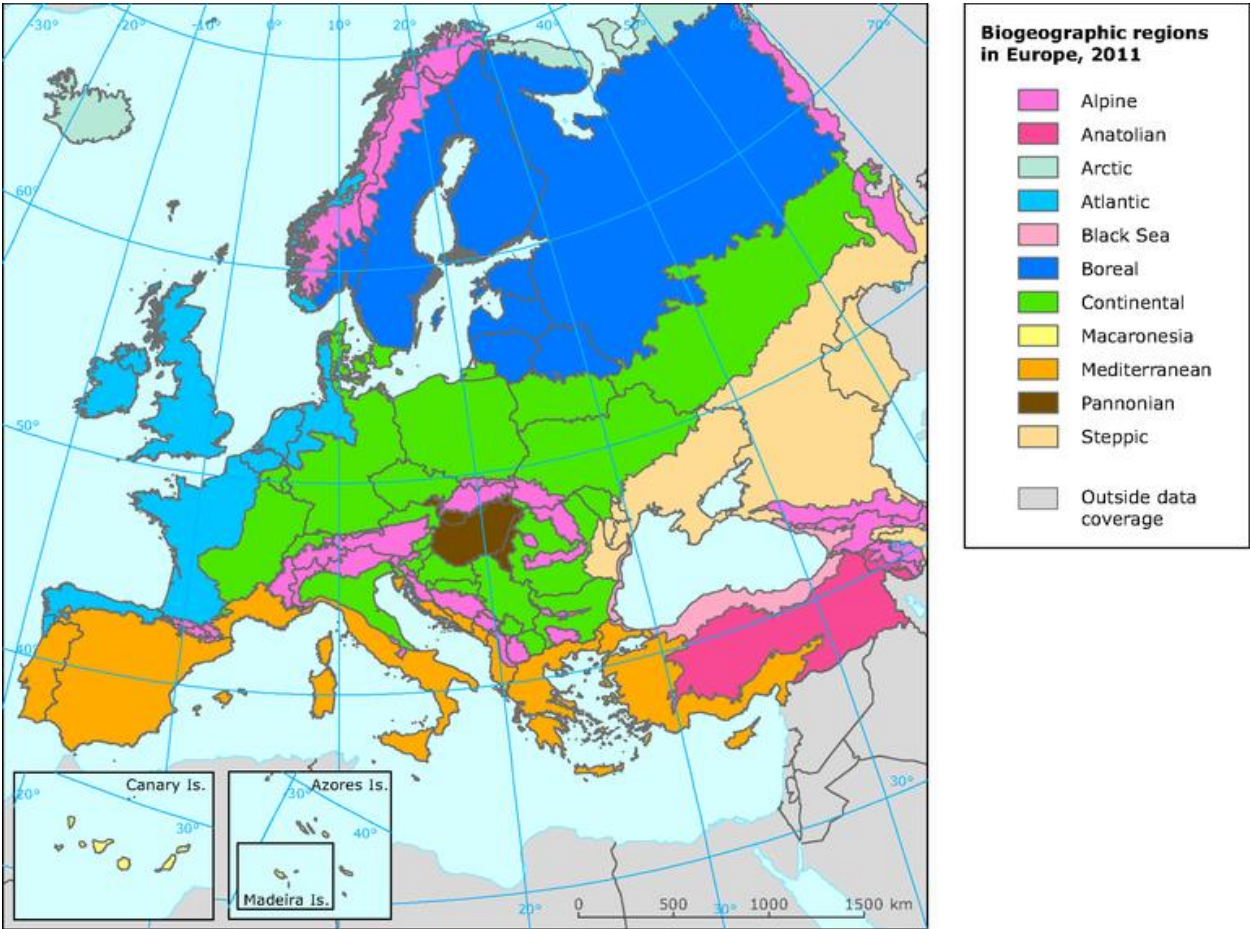 -30°
-20°
-10°
0°
10°
20°
30°
40°
50°
60°
70°
60°
50°
40°
Canary Is.
20°
30°
Azores Is.
-30°
40°
Madeira Is.
20°
30°
30°
0 500 1000 1500 km
Biogeographic regions
in Europe, 2011
Alpine
Anatolian
Arctic
Atlantic
Black Sea
Boreal
Continental
Macaronesia
Mediterranean
Pannonian
Steppic
Outside data
coverage